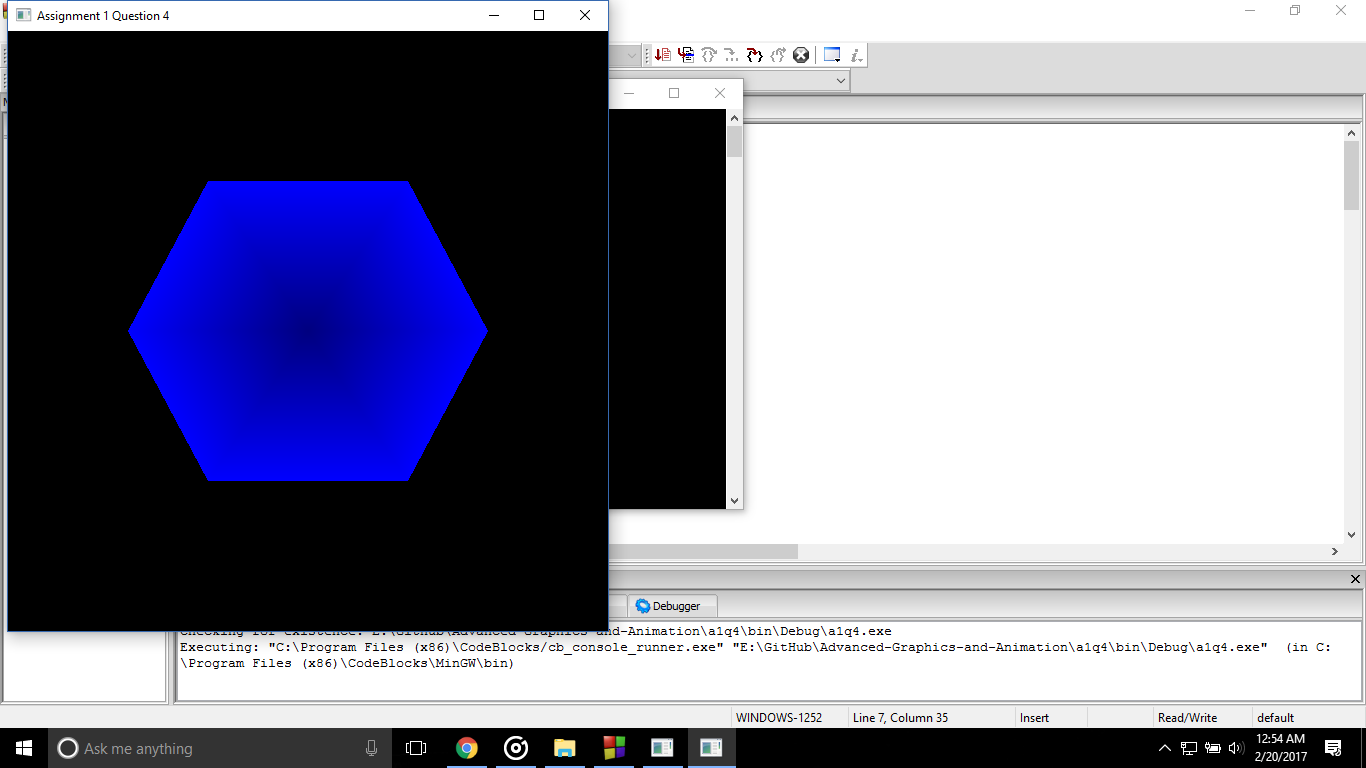 Assignment 1 Question 4
Debugger
Checking for existence: E:\GitHub\Advanced-Graphics-and-Animation\a1q4\bin\Debug\a1q4.exe
Executing: "C:\Program Files (x86)\CodeBlocks/cb_console_runner.exe" "E:\GitHub\Advanced-Graphics-and-Animation\a1q4\bin\Debug\a1q4.exe"  (in C:
\Program Files (x86)\CodeBlocks\MinGW\bin)
WINDOWS-1252 Line 7, Column 35 Insert Read/Write default
Ask me anything
12:54 AM
2/20/2017